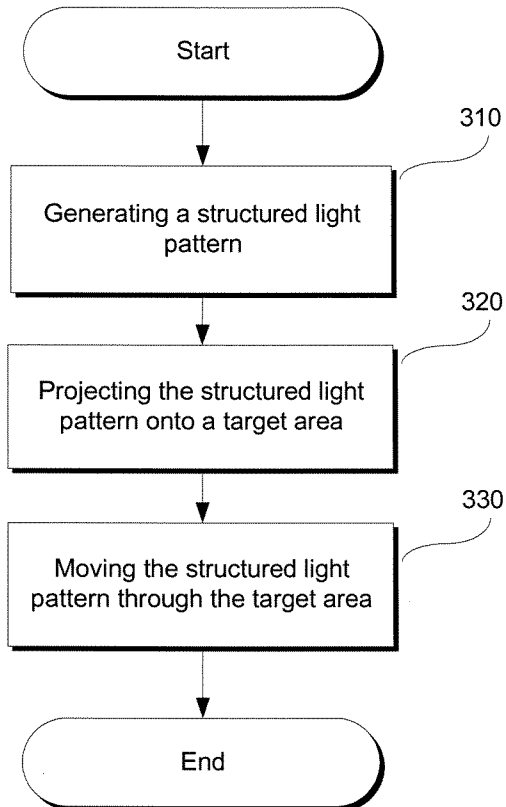 Start
310
Generating a structured light
pattern
320
Projecting the structured light
pattern onto a target area
330
Moving the structured light
pattern through the target area
End